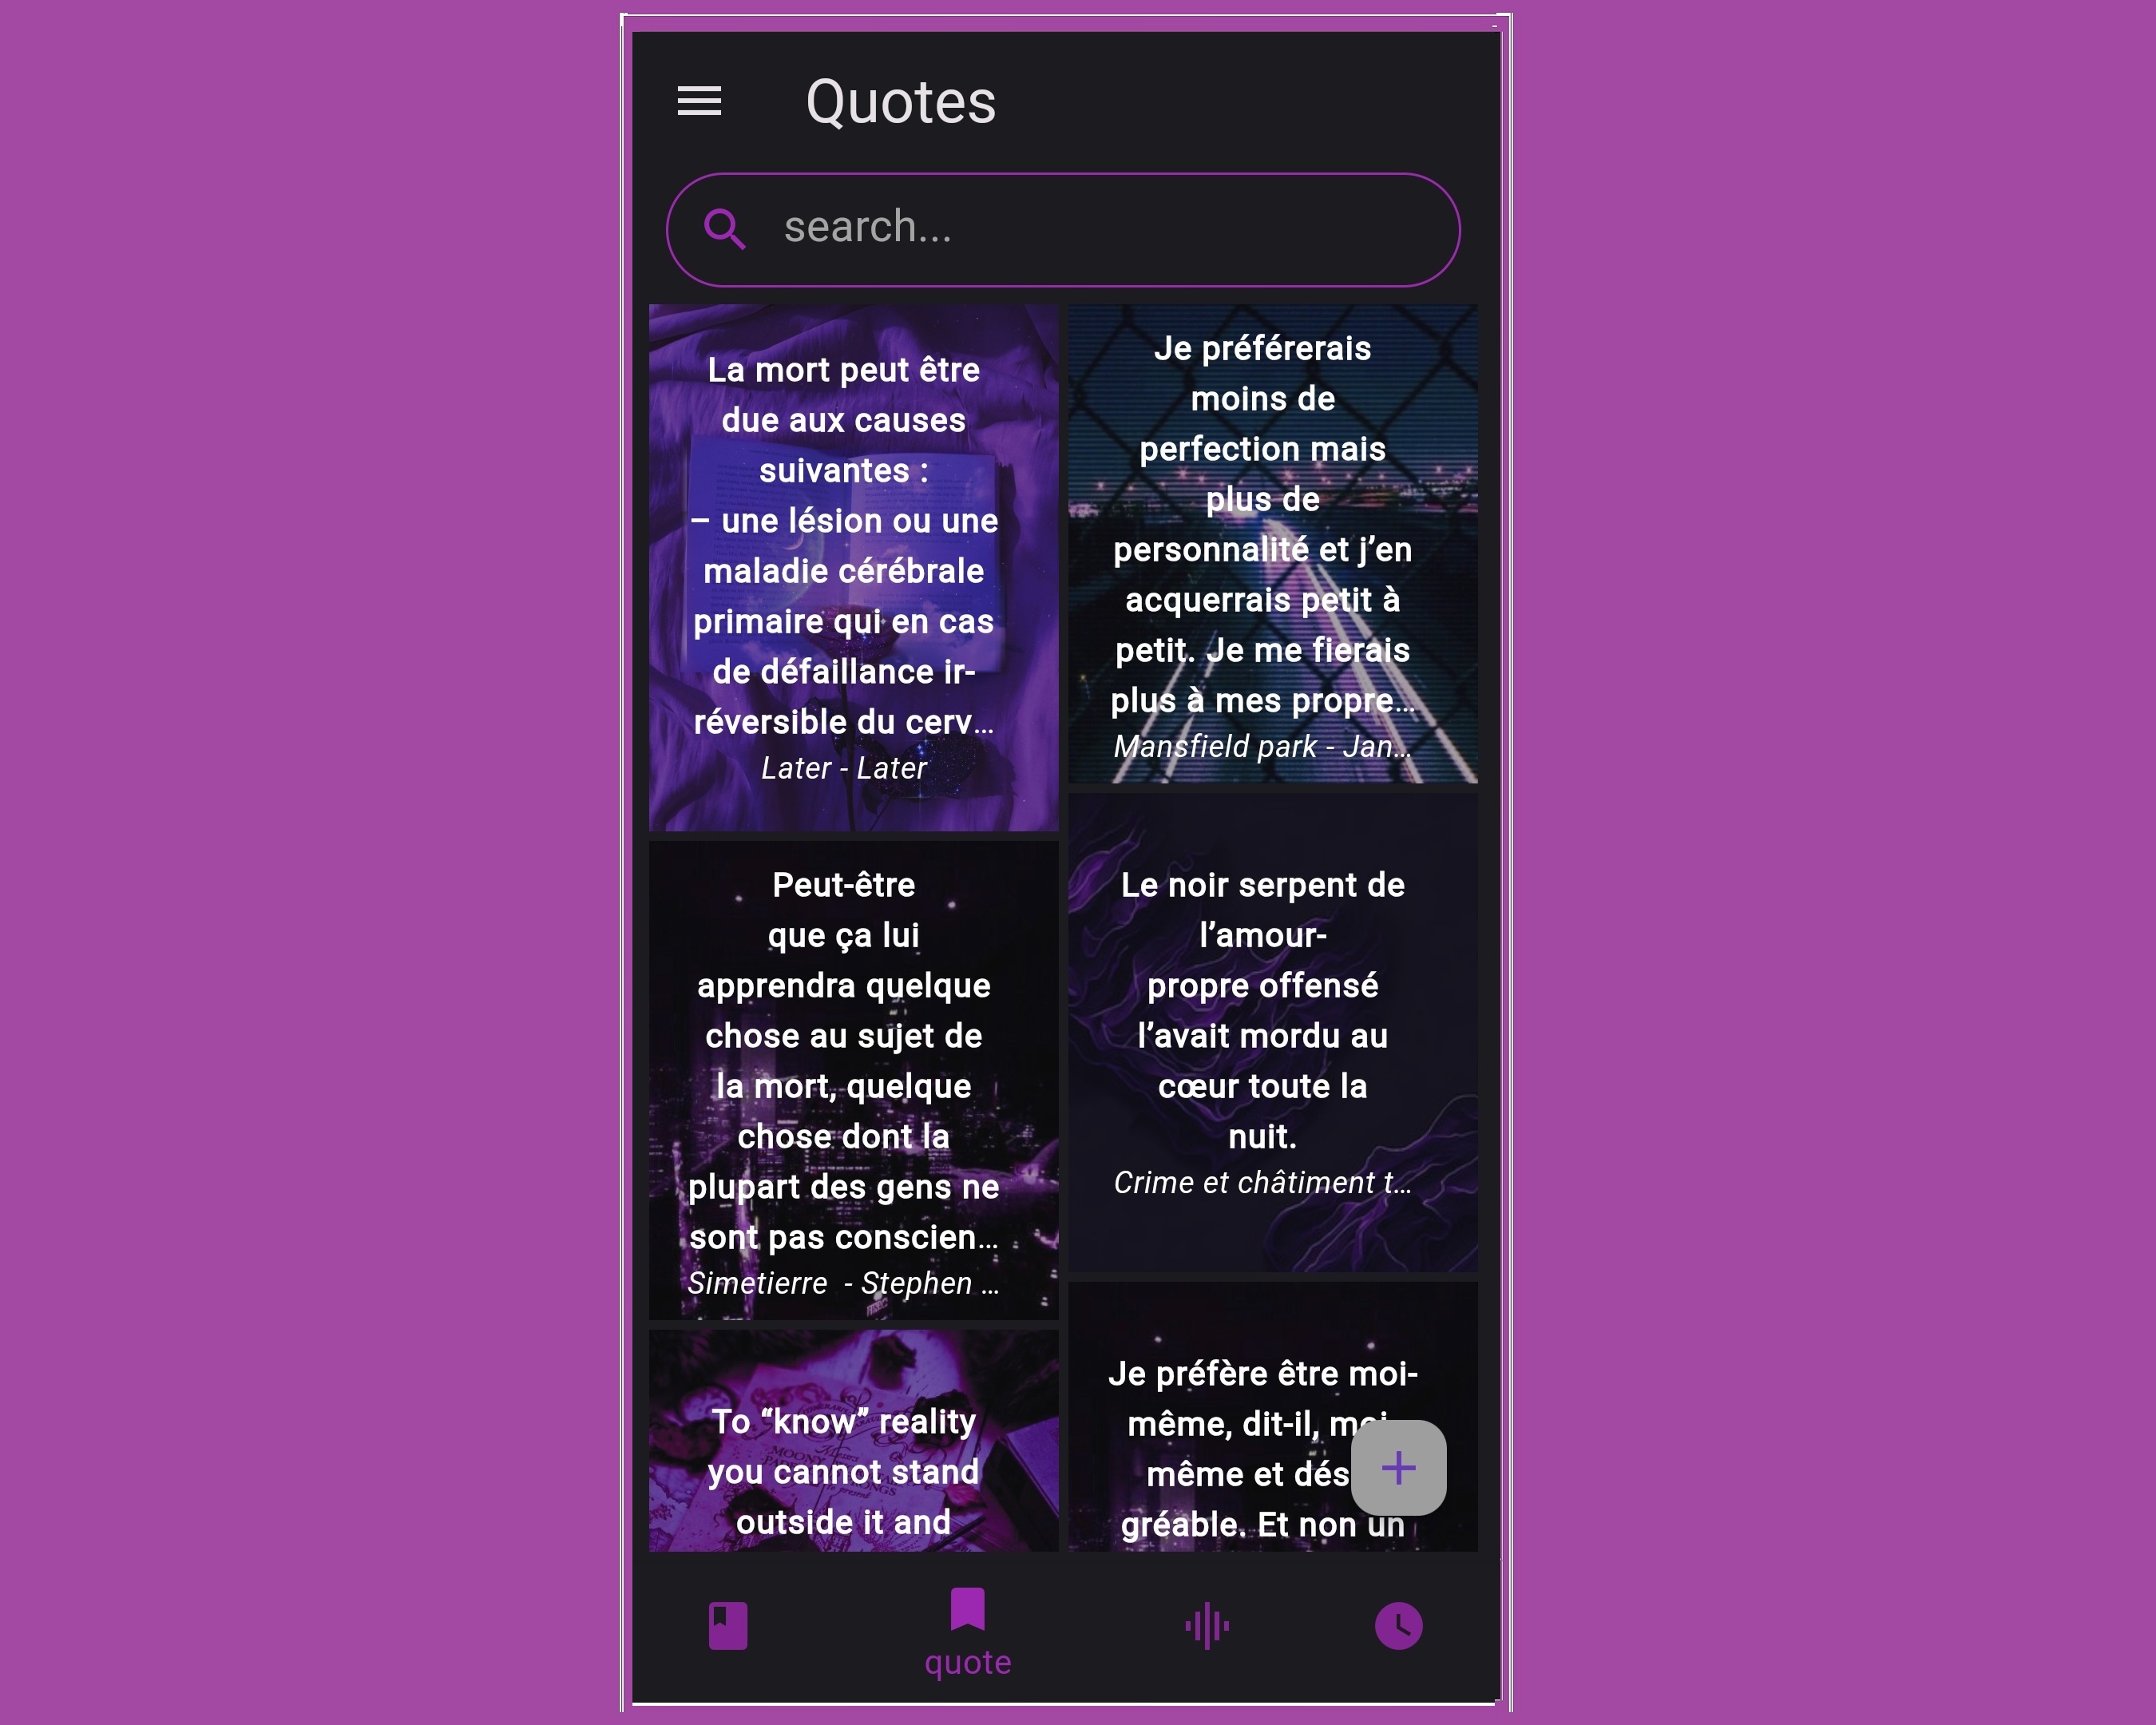 Quotes
search...
La mort peut être
due aux causes
suivantes :
– une lésion ou une
maladie cérébrale
primaire qui en cas
de défaillance ir-
réversible du cerv…
Later - Later
Je préférerais
moins de
perfection mais
plus de
personnalité et j’en
acquerrais petit à
petit. Je me fierais
plus à mes propre…
Mansfield park - Jan…
Peut-être
que ça lui
apprendra quelque
chose au sujet de
la mort, quelque
chose dont la
plupart des gens ne
sont pas conscien…
Simetierre  - Stephen …
Le noir serpent de
l’amour-
propre offensé
l’avait mordu au
cœur toute la
nuit.
Crime et châtiment t…
To “know” reality
you cannot stand
outside it and
Je préfère être moi-
même, dit-il, moi-
même et dés
gréable. Et non un
quote